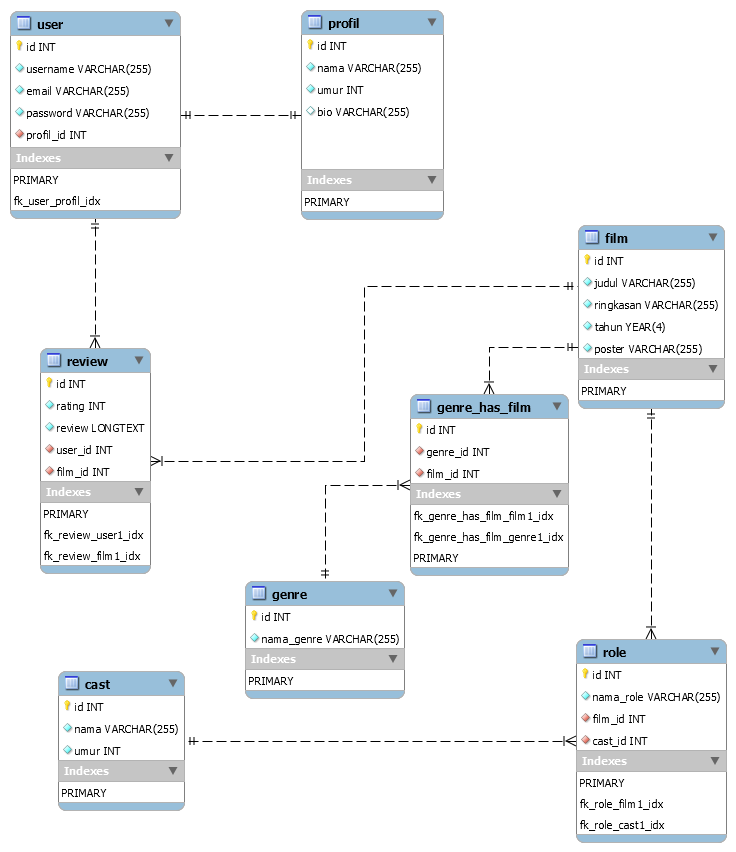 user
id INT
username VARCHAR(255)
email VARCHAR(255)
password VARCHAR(255)
profil_id INT
Indexes
PRIMARY
fk_user_profil_idx
profil
id INT
nama VARCHAR(255)
umur INT
bio VARCHAR(255)
Indexes
PRIMARY
film
id INT
judul VARCHAR(255)
ringkasan VARCHAR(255)
tahun YEAR(4)
poster VARCHAR(255)
Indexes
PRIMARY
review
id INT
rating INT
review LONGTEXT
user_id INT
film_id INT
Indexes
PRIMARY
fk_review_user1_idx
fk_review_film1_idx
genre_has_film
id INT
genre_id INT
film_id INT
Indexes
fk_genre_has_film_film1_idx
fk_genre_has_film_genre1_idx
PRIMARY
genre
id INT
nama_genre VARCHAR(255)
Indexes
PRIMARY
cast
id INT
nama VARCHAR(255)
umur INT
Indexes
PRIMARY
role
id INT
nama_role VARCHAR(255)
film_id INT
cast_id INT
Indexes
PRIMARY
fk_role_film1_idx
fk_role_cast1_idx